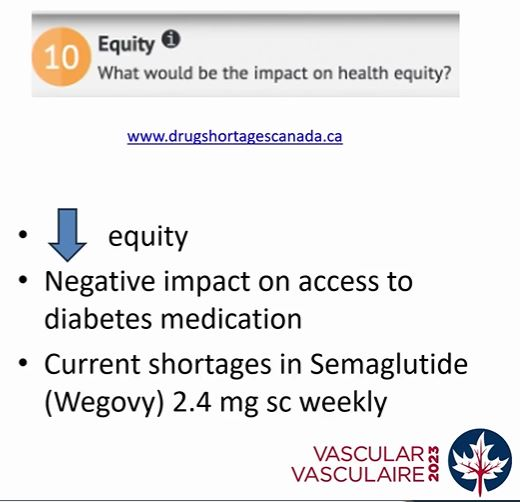 10
Equity i
What would be the impact on health equity?
www.drugshortagescanada.ca
• equity
• Negative impact on access to
diabetes medication
• Current shortages in Semaglutide
(Wegovy) 2.4 mg sc weekly
VASCULAR
VASCULAIRE
2023